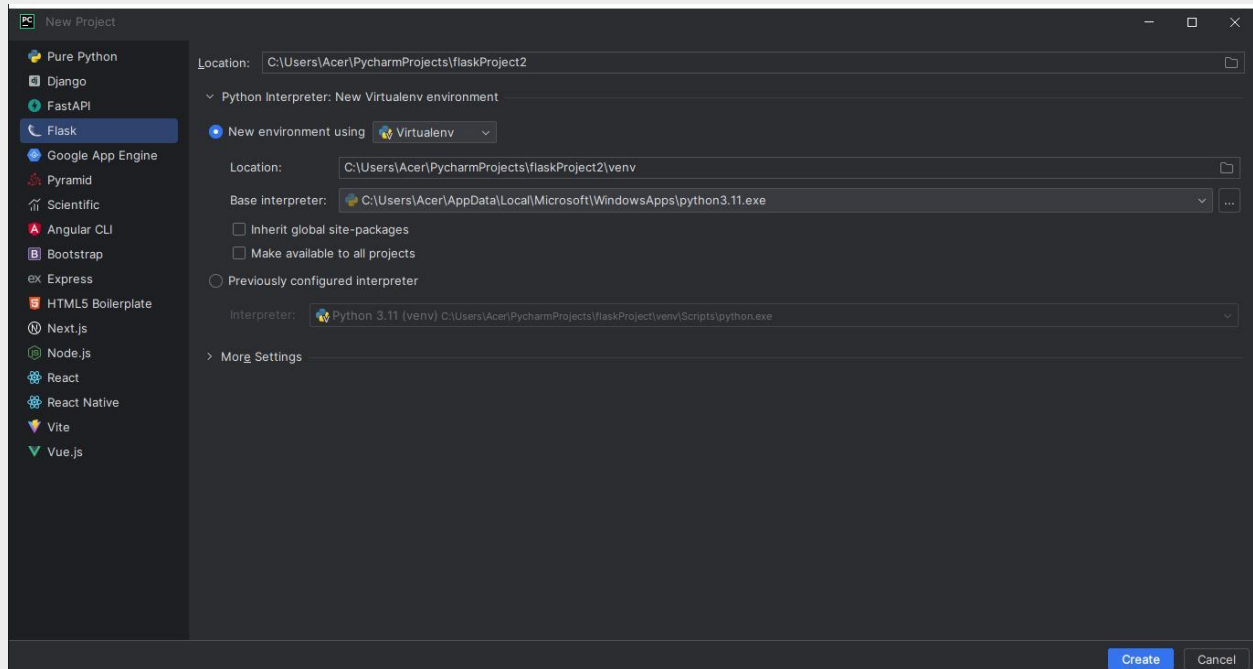 PC New Project
Pure Python
Django
FastAPI
Flask
Google App Engine
Pyramid
Scientific
Angular CLI
Bootstrap
ex Express
HTML5 Boilerplate
Next.js
Node.js
React
React Native
Vite
Vue.js
Location: C:\Users\Acer\PycharmProjects\flaskProject2
Python Interpreter: New Virtualenv environment
New environment using Virtualenv
Location: C:\Users\Acer\PycharmProjects\flaskProject2\venv
Base interpreter: C:\Users\Acer\AppData\Local\Microsoft\WindowsApps\python3.11.exe ...
Inherit global site-packages
Make available to all projects
Previously configured interpreter
Interpreter: Python 3.11 (venv) C:\Users\Acer\PycharmProjects\flaskProject\venv\Scripts\python.exe
More Settings
Create Cancel